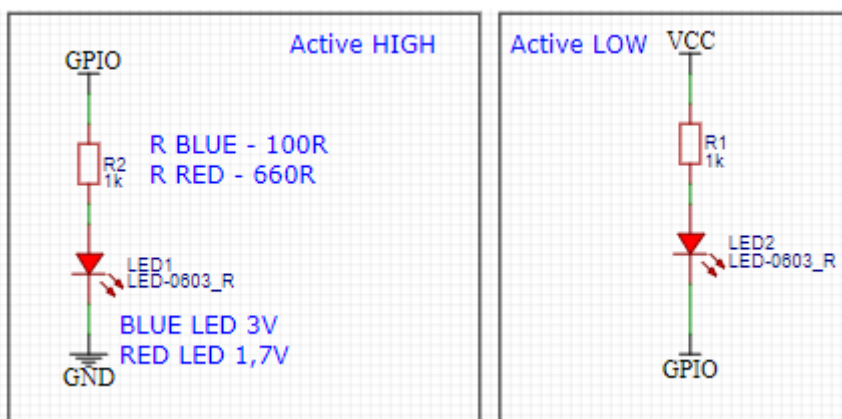 Active HIGH
GPIO
R BLUE - 100R
R RED - 660R
R2
1k
LED1
LED-0603_R
BLUE LED 3V
RED LED 1,7V
GND
Active LOW
VCC
R1
1k
LED2
LED-0603_R
GPIO